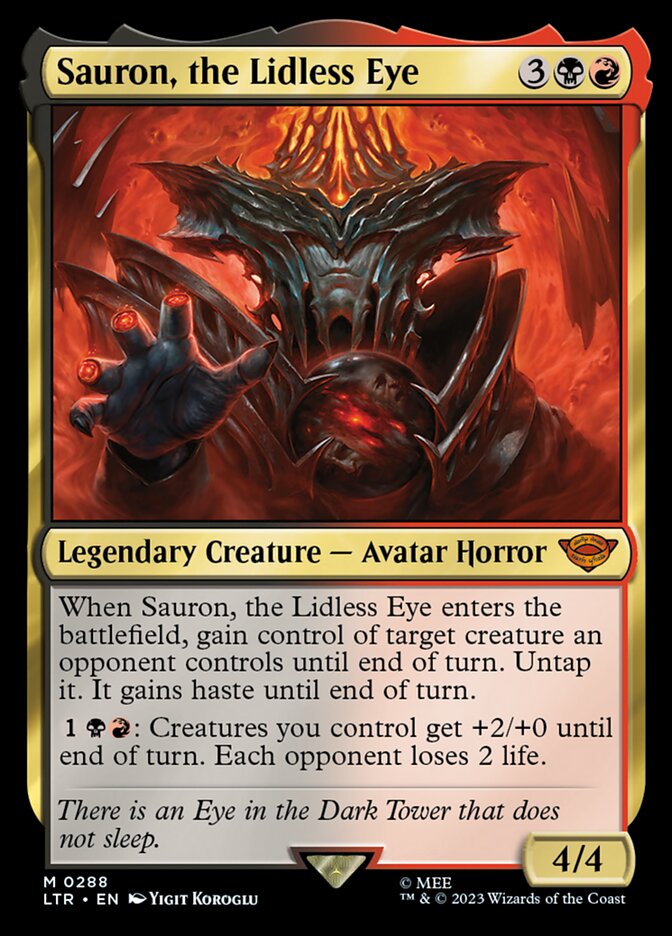 Sauron, the Lidless Eye 3
Legendary Creature — Avatar Horror
When Sauron, the Lidless Eye enters the
battlefield, gain control of target creature an
opponent controls until end of turn. Untap
it. It gains haste until end of turn.
1 : Creatures you control get +2/+0 until
end of turn. Each opponent loses 2 life.
There is an Eye in the Dark Tower that does
not sleep.
4/4
M 0288
LTR • EN Yigit Koroglu
© MEE
™ & © 2023 Wizards of the Coast